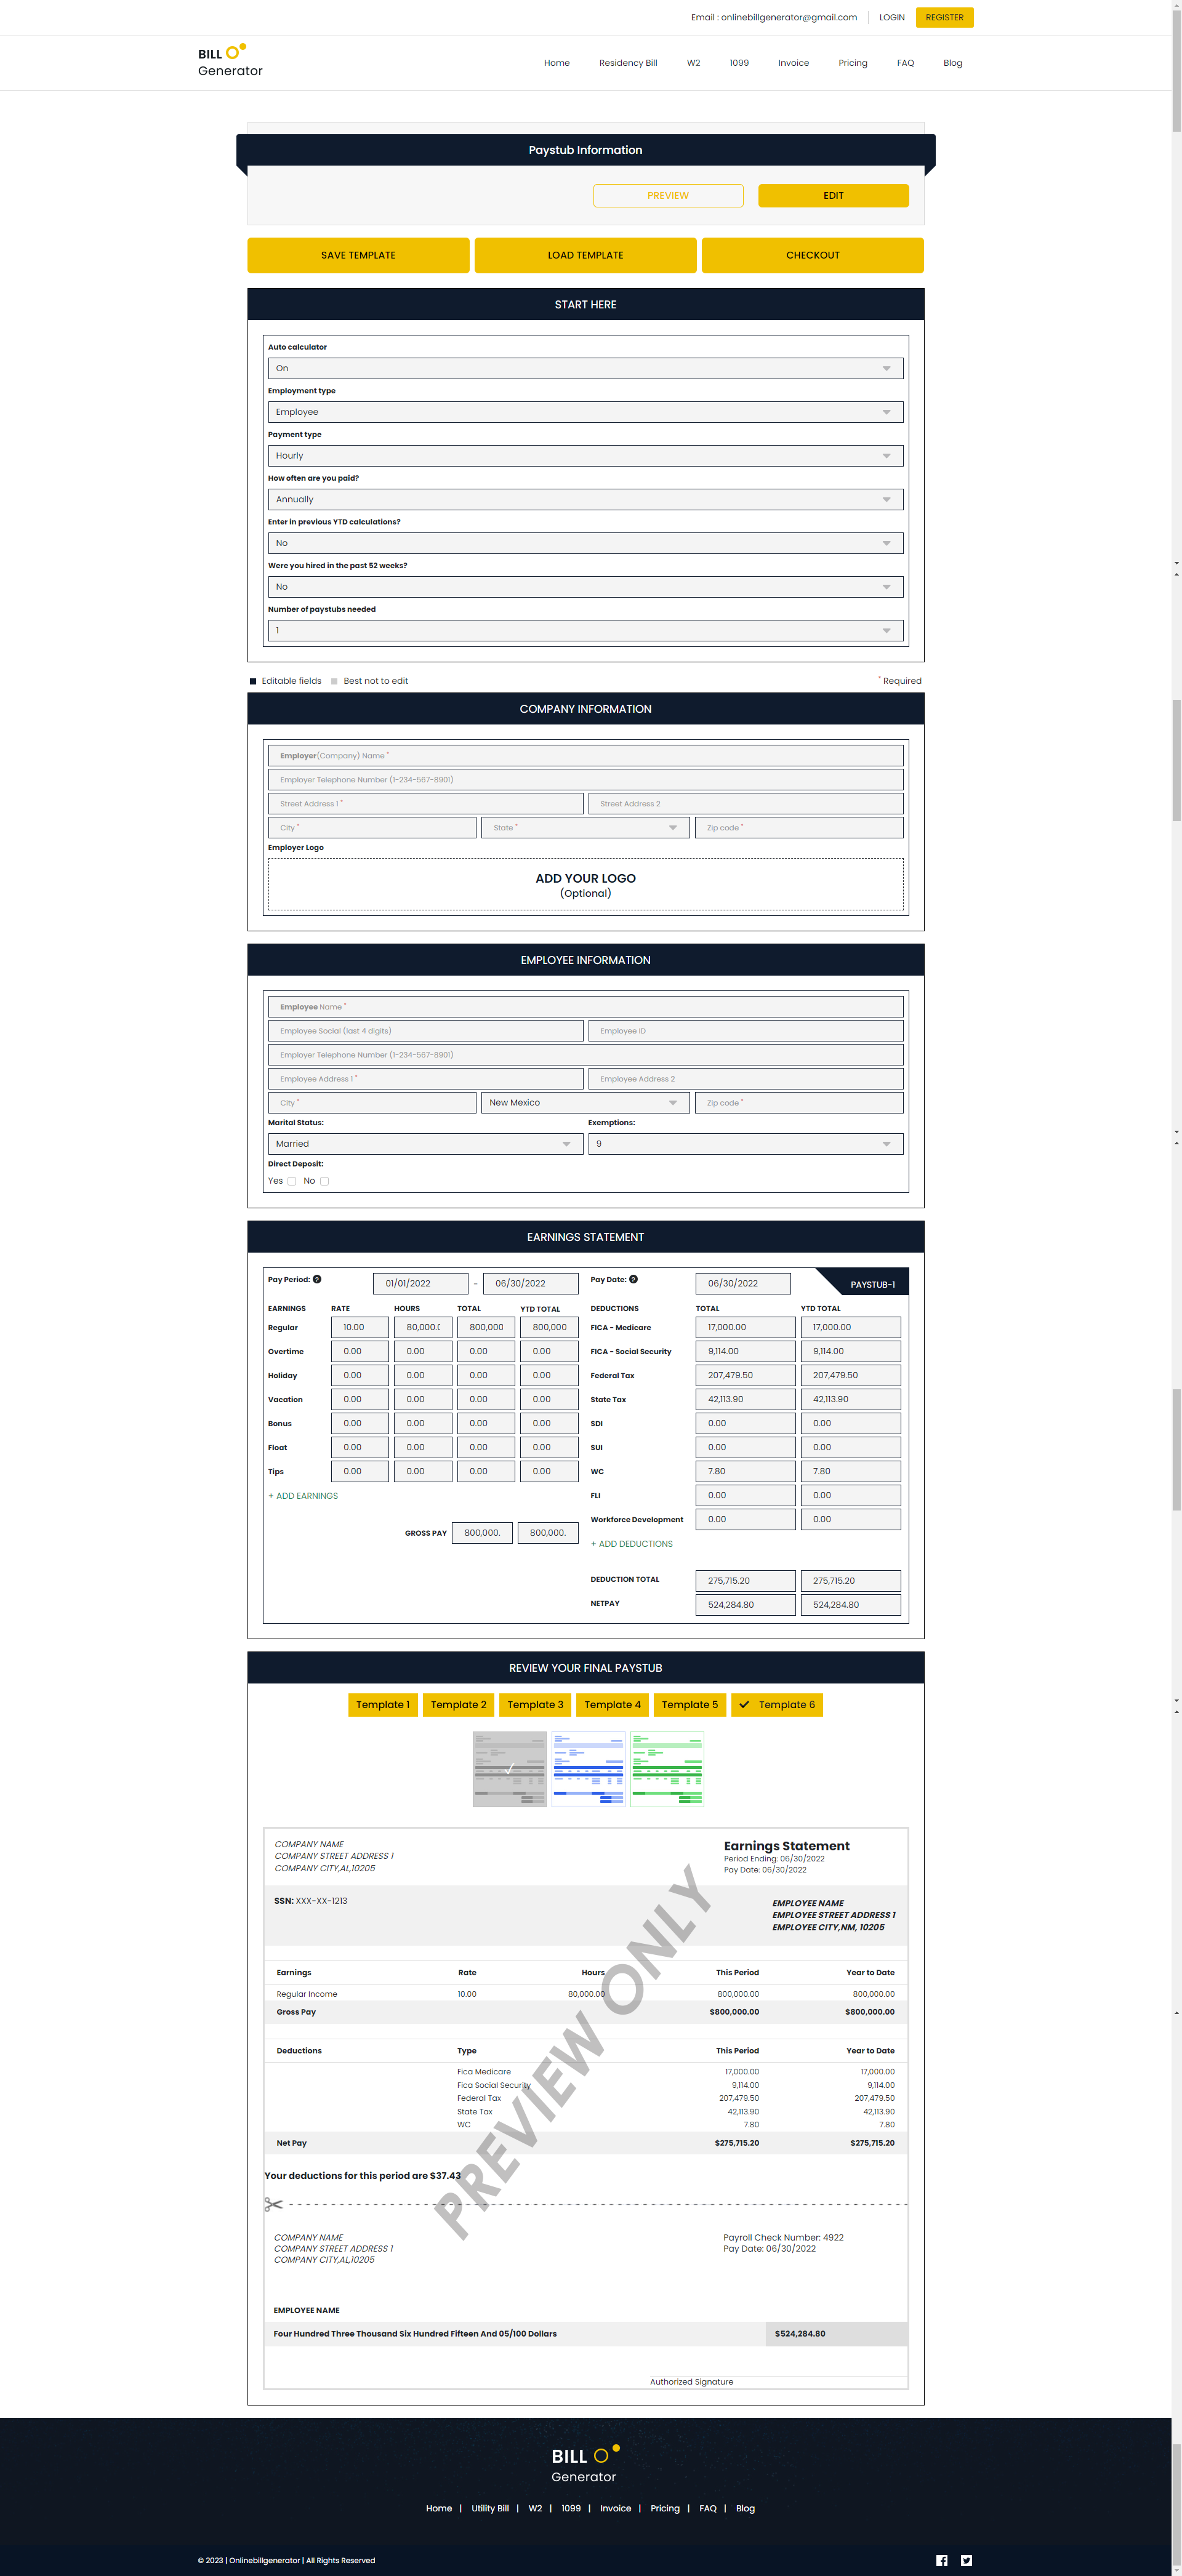 Email : onlinebillgenerator@gmail.com LOGIN REGISTER
BILL
Generator
Home Residency Bill W2 1099 Invoice Pricing FAQ Blog
Paystub Information
PREVIEW EDIT
SAVE TEMPLATE LOAD TEMPLATE CHECKOUT
START HERE
Auto calculator
On
Employment type
Employee
Payment type
Hourly
How often are you paid?
Annually
Enter in previous YTD calculations?
No
Were you hired in the past 52 weeks?
No
Number of paystubs needed
1
Editable fields Best not to edit * Required
COMPANY INFORMATION
Employer(Company) Name *
Employer Telephone Number (1-234-567-8901)
Street Address 1 * Street Address 2
City * State * Zip code *
Employer Logo
ADD YOUR LOGO
(Optional)
EMPLOYEE INFORMATION
Employee Name *
Employee Social (last 4 digits) Employee ID
Employer Telephone Number (1-234-567-8901)
Employee Address 1 * Employee Address 2
City * New Mexico Zip code *
Marital Status: Exemptions:
Married 9
Direct Deposit:
Yes No
EARNINGS STATEMENT
Pay Period: ? 01/01/2022 - 06/30/2022 Pay Date: ? 06/30/2022 PAYSTUB-1
EARNINGS RATE HOURS TOTAL YTD TOTAL DEDUCTIONS TOTAL YTD TOTAL
Regular 10.00 80,000.( 800,000 800,000 FICA - Medicare 17,000.00 17,000.00
Overtime 0.00 0.00 0.00 0.00 FICA - Social Security 9,114.00 9,114.00
Holiday 0.00 0.00 0.00 0.00 Federal Tax 207,479.50 207,479.50
Vacation 0.00 0.00 0.00 0.00 State Tax 42,113.90 42,113.90
Bonus 0.00 0.00 0.00 0.00 SDI 0.00 0.00
Float 0.00 0.00 0.00 0.00 SUI 0.00 0.00
Tips 0.00 0.00 0.00 0.00 WC 7.80 7.80
+ ADD EARNINGS FLI 0.00 0.00
Workforce Development 0.00 0.00
GROSS PAY 800,000. 800,000.
+ ADD DEDUCTIONS
DEDUCTION TOTAL 275,715.20 275,715.20
NETPAY 524,284.80 524,284.80
REVIEW YOUR FINAL PAYSTUB
Template 1 Template 2 Template 3 Template 4 Template 5 Template 6
COMPANY NAME
COMPANY STREET ADDRESS 1
COMPANY CITY,AL,10205
Earnings Statement
Period Ending: 06/30/2022
Pay Date: 06/30/2022
SSN: XXX-XX-1213
EMPLOYEE NAME
EMPLOYEE STREET ADDRESS 1
EMPLOYEE CITY,NM, 10205
Earnings Rate Hours This Period Year to Date
Regular Income 10.00 80,000.00 800,000.00 800,000.00
Gross Pay $800,000.00 $800,000.00
Deductions Type This Period Year to Date
Fica Medicare 17,000.00 17,000.00
Fica Social Security 9,114.00 9,114.00
Federal Tax 207,479.50 207,479.50
State Tax 42,113.90 42,113.90
WC 7.80 7.80
Net Pay $275,715.20 $275,715.20
Your deductions for this period are $37.43
PREVIEW ONLY
COMPANY NAME
COMPANY STREET ADDRESS 1
COMPANY CITY,AL,10205
Payroll Check Number: 4922
Pay Date: 06/30/2022
EMPLOYEE NAME
Four Hundred Three Thousand Six Hundred Fifteen And 05/100 Dollars $524,284.80
Authorized Signature
BILL
Generator
Home | Utility Bill | W2 | 1099 | Invoice | Pricing | FAQ | Blog
© 2023 | Onlinebillgenerator | All Rights Reserved